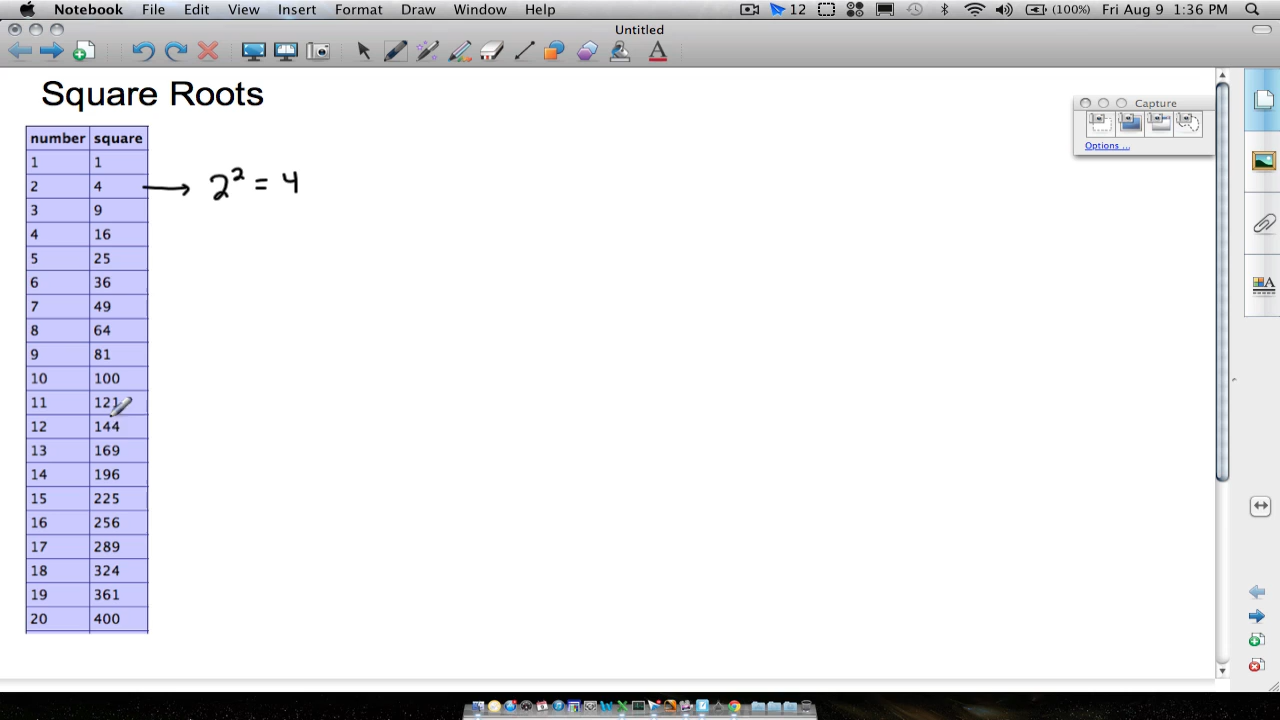 Notebook File Edit View Insert Format Draw Window Help 12 (100%) Fri Aug 9 1:36 PM
Untitled
Square Roots
Capture
Options ...
number square
1 1
2 4 → 2² = 4
3 9
4 16
5 25
6 36
7 49
8 64
9 81
10 100
11 121
12 144
13 169
14 196
15 225
16 256
17 289
18 324
19 361
20 400